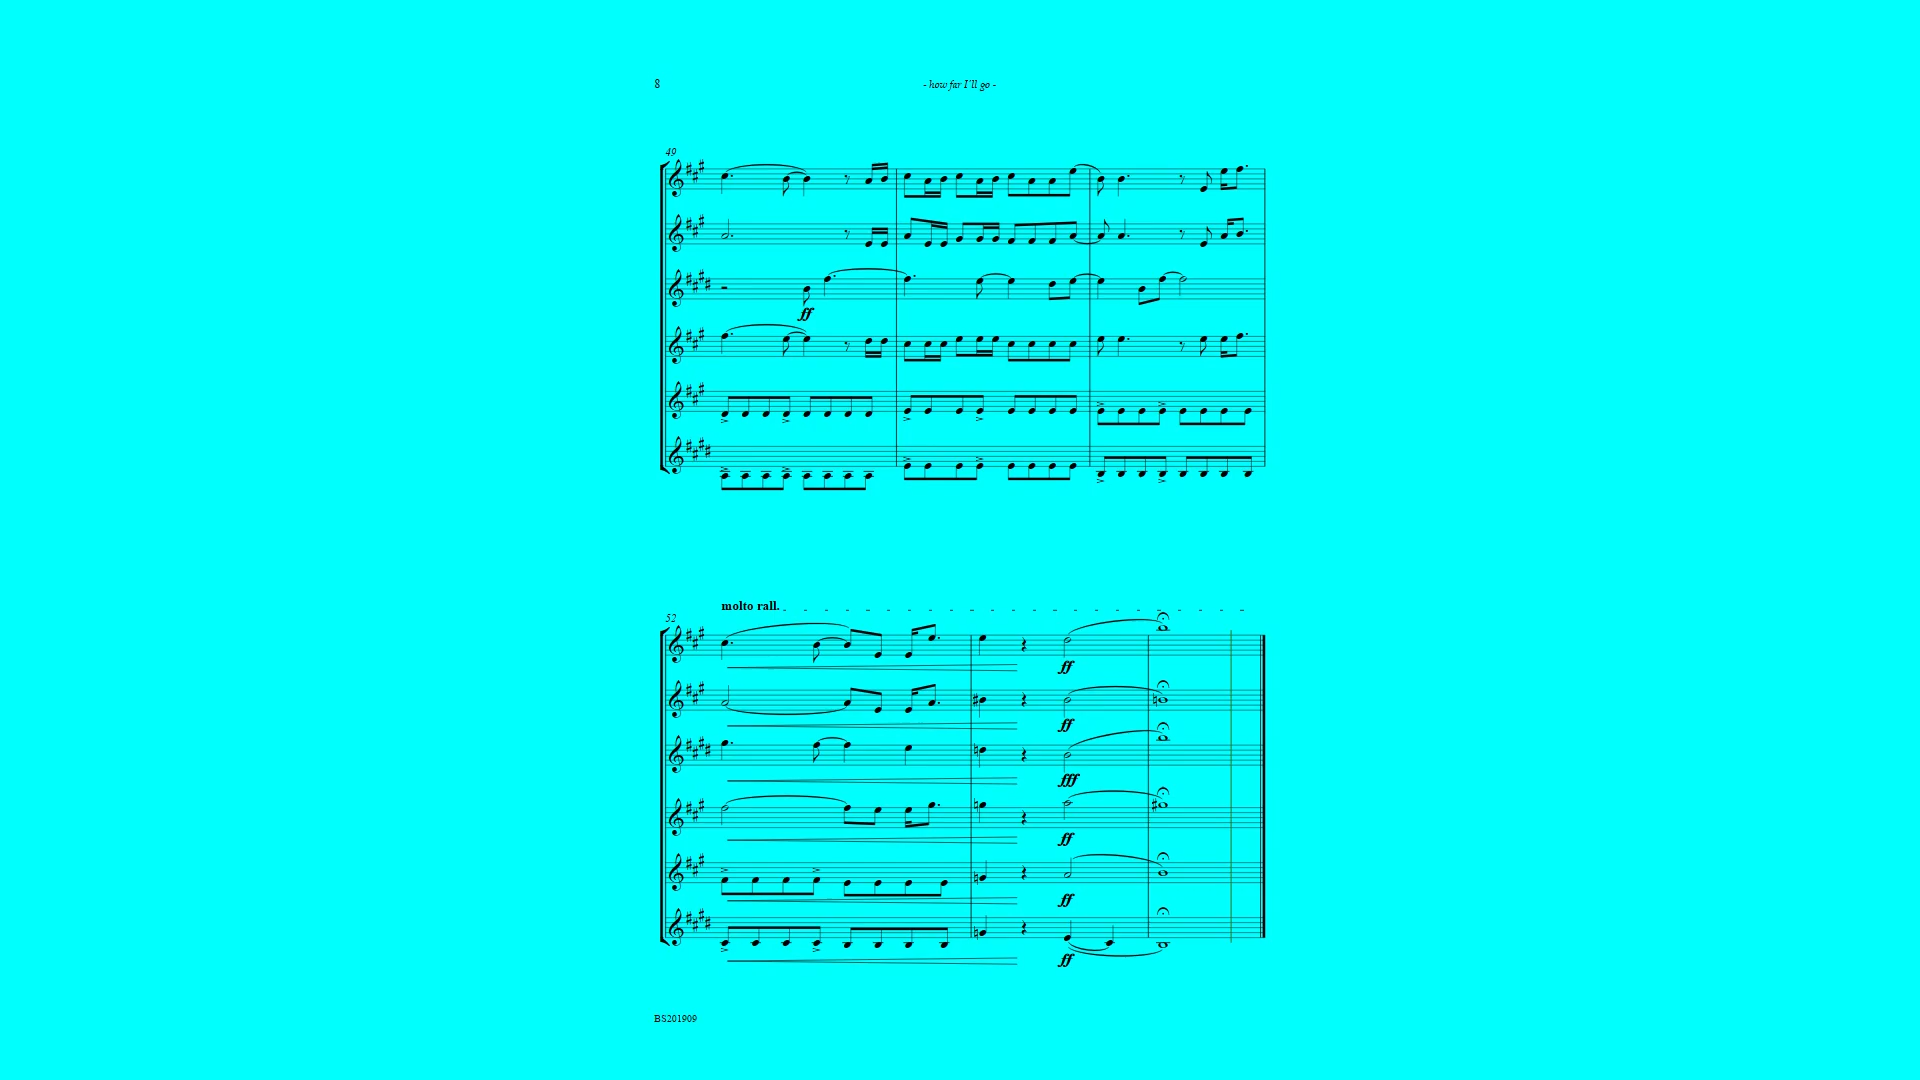 8
- how far I'll go -
49
ff
molto rall.
52
ff
ff
fff
ff
ff
ff
BS201909